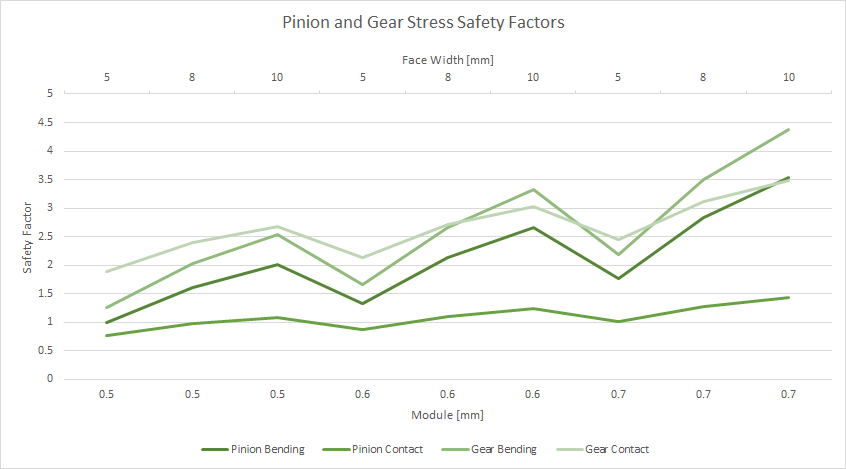 Pinion and Gear Stress Safety Factors
Face Width [mm]
5 8 10 5 8 10 5 8 10
5
4.5
4
3.5
3
2.5
2
1.5
1
0.5
0
Safety Factor
0.5 0.5 0.5 0.6 0.6 0.6 0.7 0.7 0.7
Module [mm]
Pinion Bending Pinion Contact Gear Bending Gear Contact